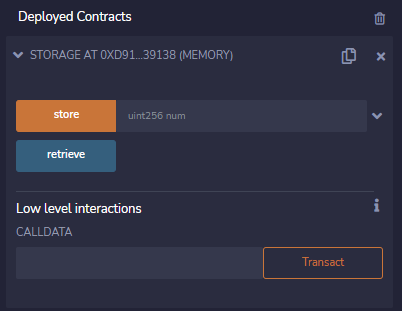 Deployed Contracts
STORAGE AT 0XD91...39138 (MEMORY)
store
uint256 num
retrieve
Low level interactions
CALLDATA
Transact